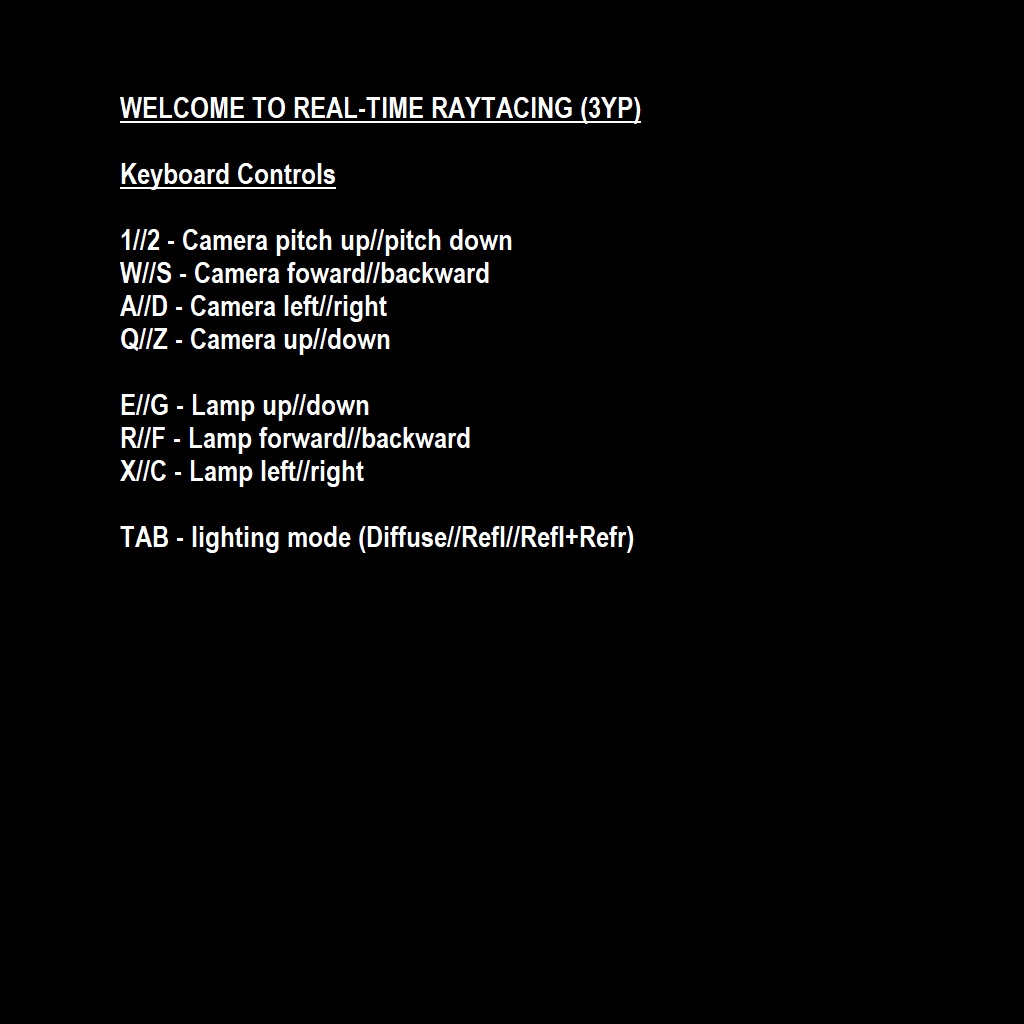 WELCOME TO REAL-TIME RAYTACING (3YP)
Keyboard Controls
1//2 - Camera pitch up//pitch down
W//S - Camera foward//backward
A//D - Camera left//right
Q//Z - Camera up//down
E//G - Lamp up//down
R//F - Lamp forward//backward
X//C - Lamp left//right
TAB - lighting mode (Diffuse//Refl//Refl+Refr)